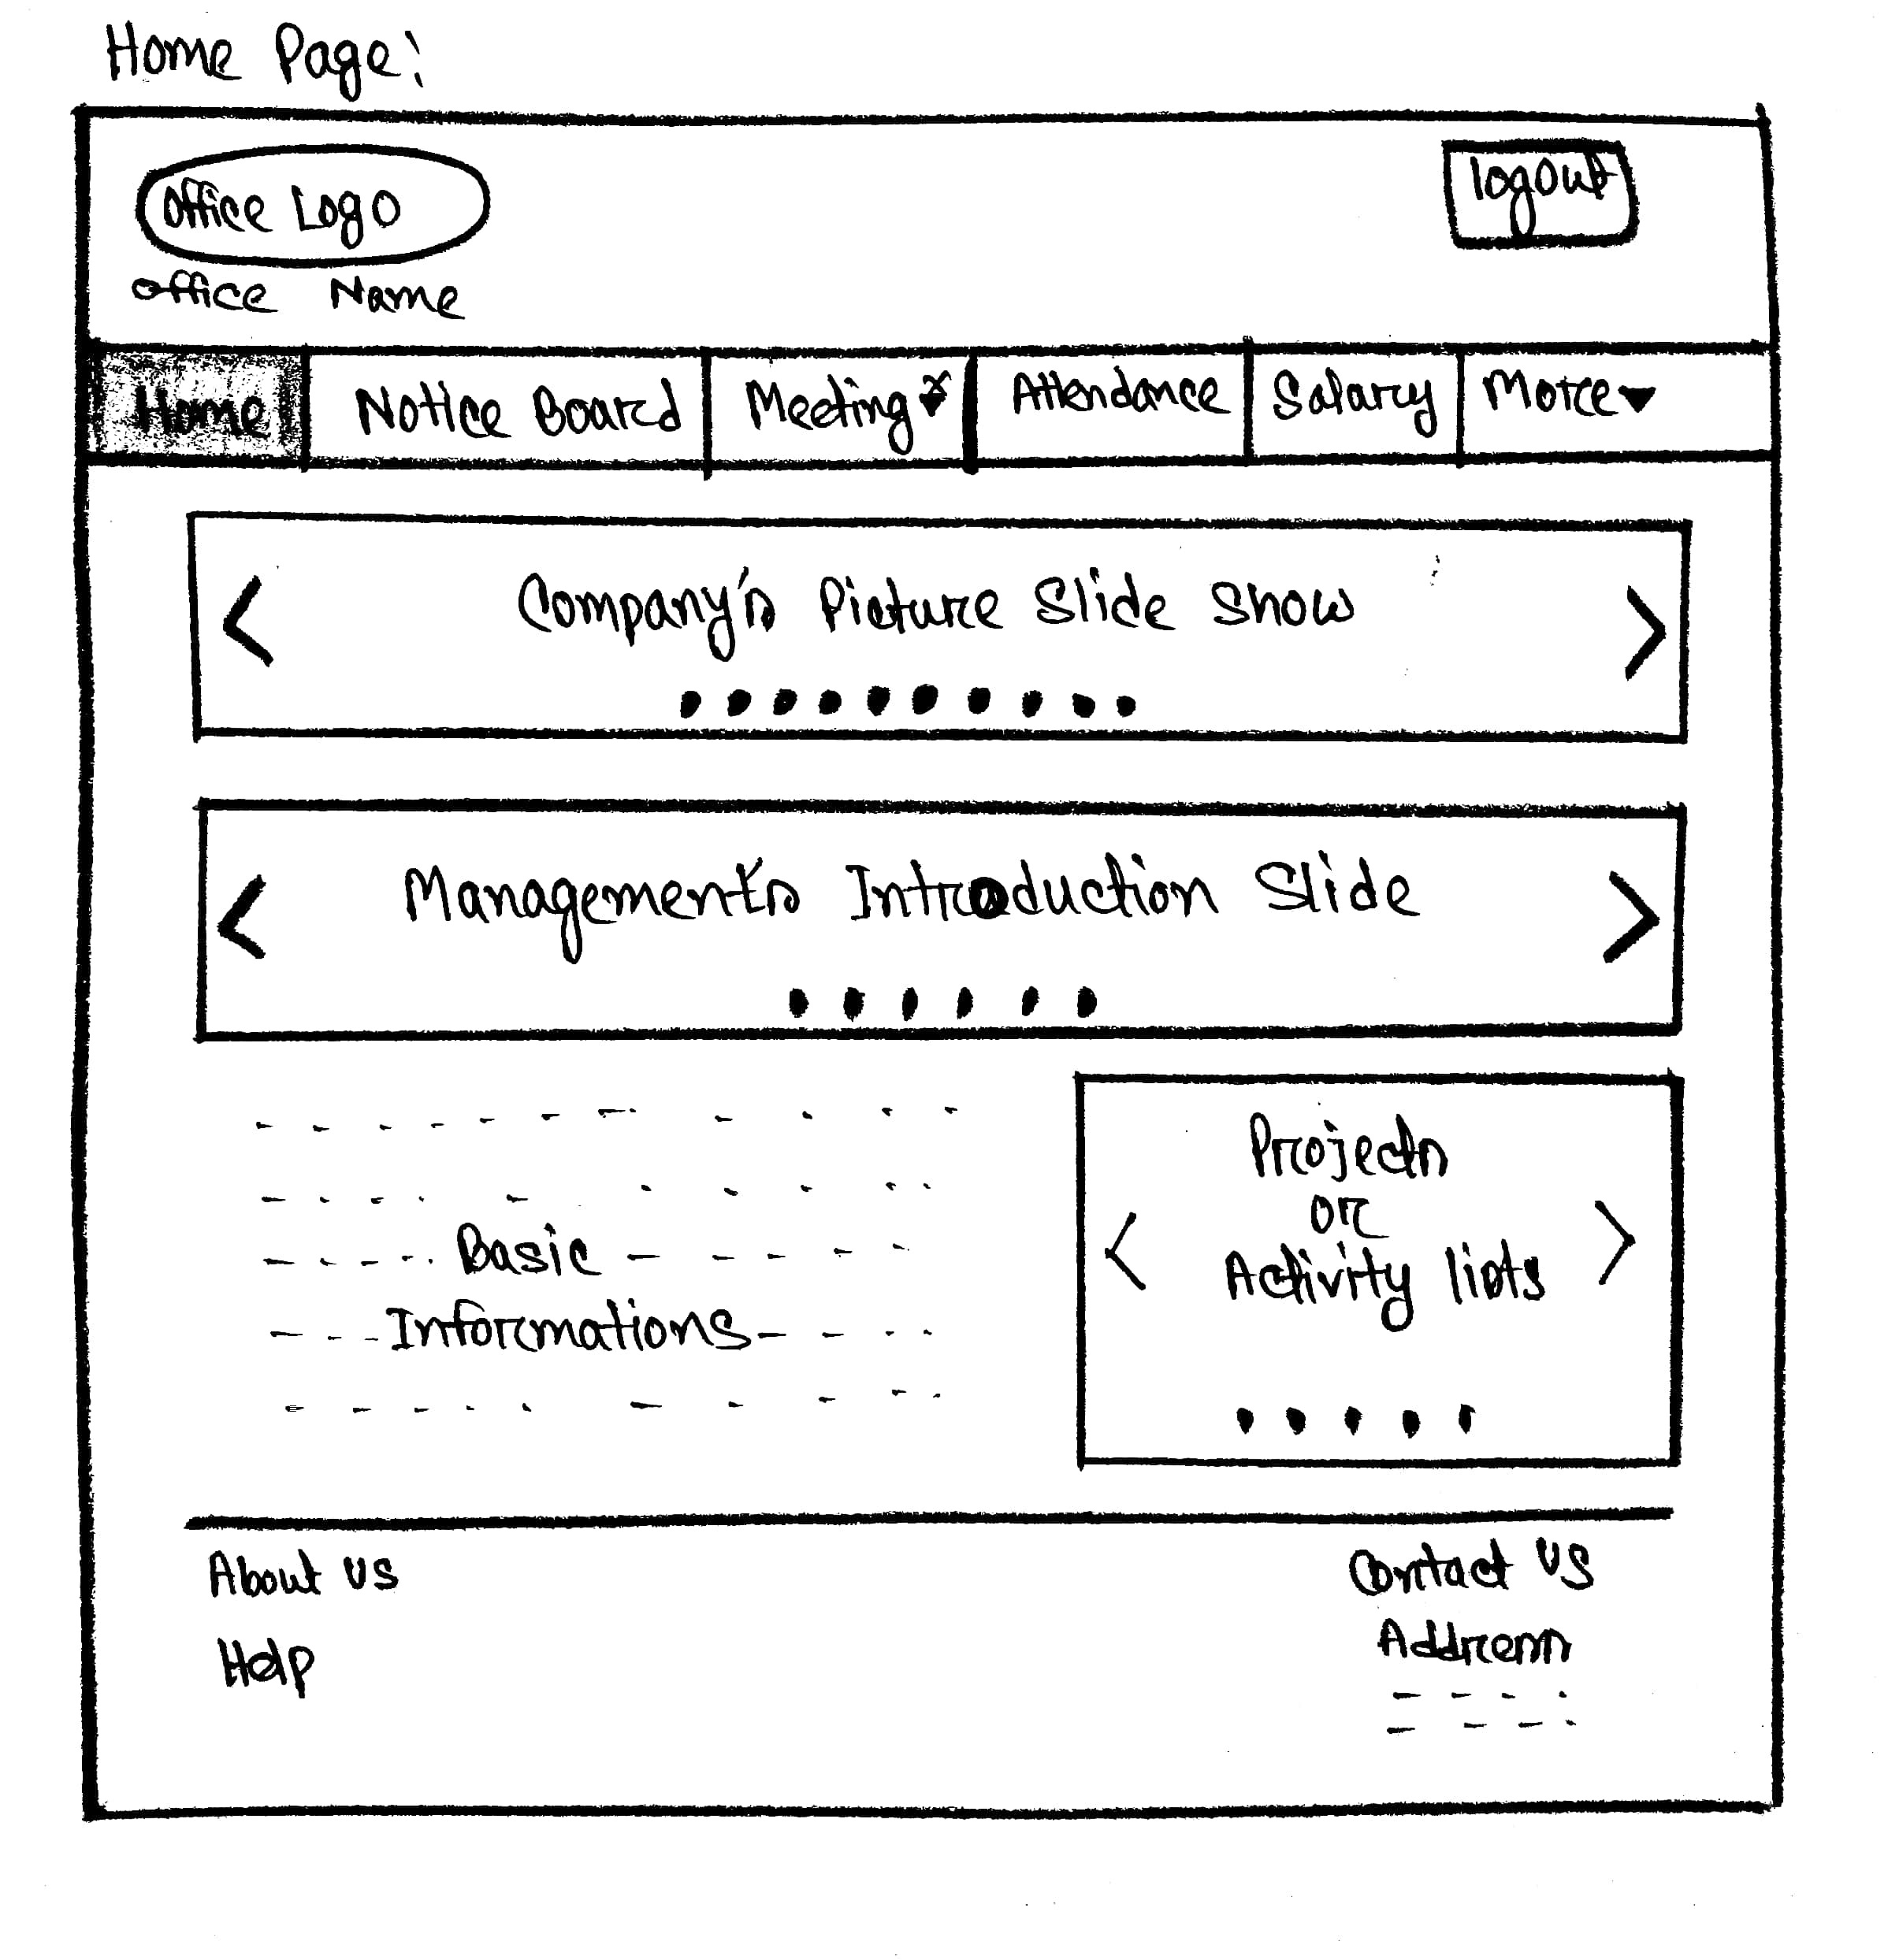 Home Page:
Office Logo
logout
office Name
Home
Notice Board
Meeting
Attendance
Salary
More
< Company's Picture Slide Show >
< Management's Introduction Slide >
Basic
Informations
Projects
or
< Activity lists >
About Us
Contact Us
Help
Address